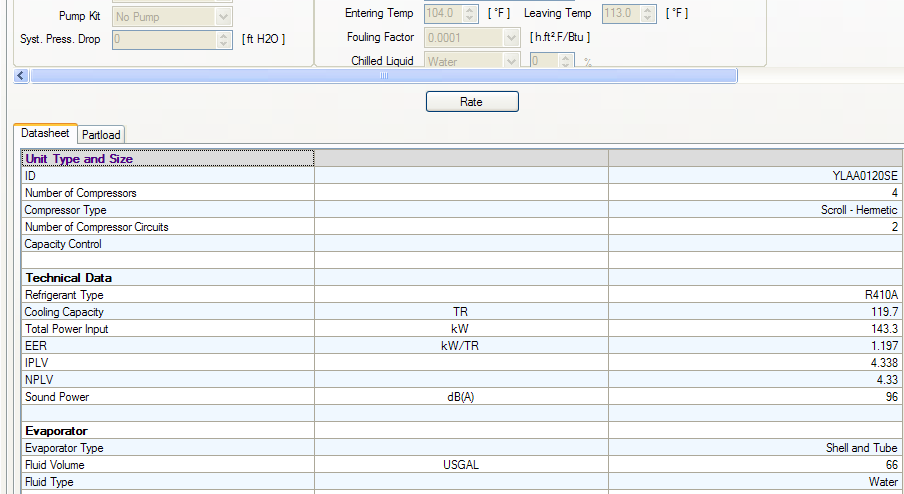 Pump Kit No Pump
Entering Temp 104.0 [ °F ] Leaving Temp 113.0 [ °F ]
Syst. Press. Drop 0 [ft H2O ]
Fouling Factor 0.0001 [ h.ft².F/Btu ]
Chilled Liquid Water 0 %
Rate
Datasheet Partload
Unit Type and Size
ID YLAA0120SE
Number of Compressors 4
Compressor Type Scroll - Hermetic
Number of Compressor Circuits 2
Capacity Control
Technical Data
Refrigerant Type R410A
Cooling Capacity TR 119.7
Total Power Input kW 143.3
EER kW/TR 1.197
IPLV 4.338
NPLV 4.33
Sound Power dB(A) 96
Evaporator
Evaporator Type Shell and Tube
Fluid Volume USGAL 66
Fluid Type Water